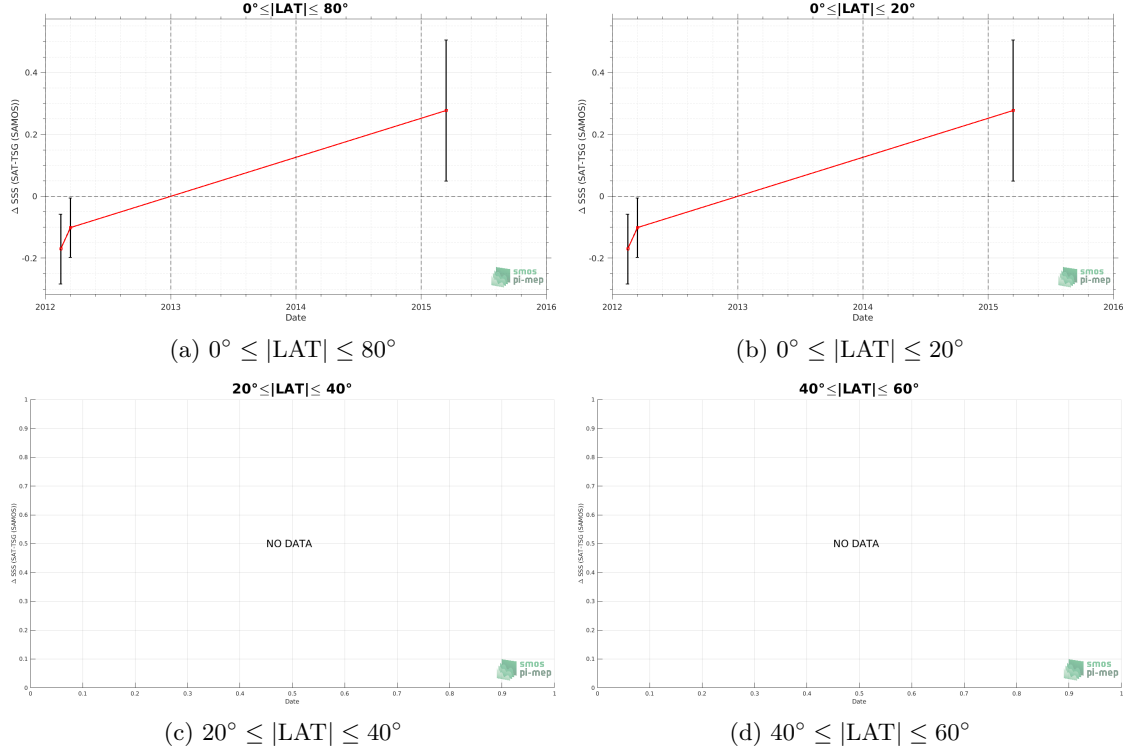 0°≤|LAT|≤ 80°
Δ SSS (SAT-TSG (SAMOS))
0.4
0.2
0
-0.2
2012 2013 2014 2015 2016
Date
smos
pi-mep
(a) 0° ≤ |LAT| ≤ 80°
0°≤|LAT|≤ 20°
Δ SSS (SAT-TSG (SAMOS))
0.4
0.2
0
-0.2
2012 2013 2014 2015 2016
Date
smos
pi-mep
(b) 0° ≤ |LAT| ≤ 20°
20°≤|LAT|≤ 40°
Δ SSS (SAT-TSG (SAMOS))
1
0.9
0.8
0.7
0.6
0.5
0.4
0.3
0.2
0.1
0
NO DATA
0 0.1 0.2 0.3 0.4 0.5 0.6 0.7 0.8 0.9 1
Date
smos
pi-mep
(c) 20° ≤ |LAT| ≤ 40°
40°≤|LAT|≤ 60°
Δ SSS (SAT-TSG (SAMOS))
1
0.9
0.8
0.7
0.6
0.5
0.4
0.3
0.2
0.1
0
NO DATA
0 0.1 0.2 0.3 0.4 0.5 0.6 0.7 0.8 0.9 1
Date
smos
pi-mep
(d) 40° ≤ |LAT| ≤ 60°